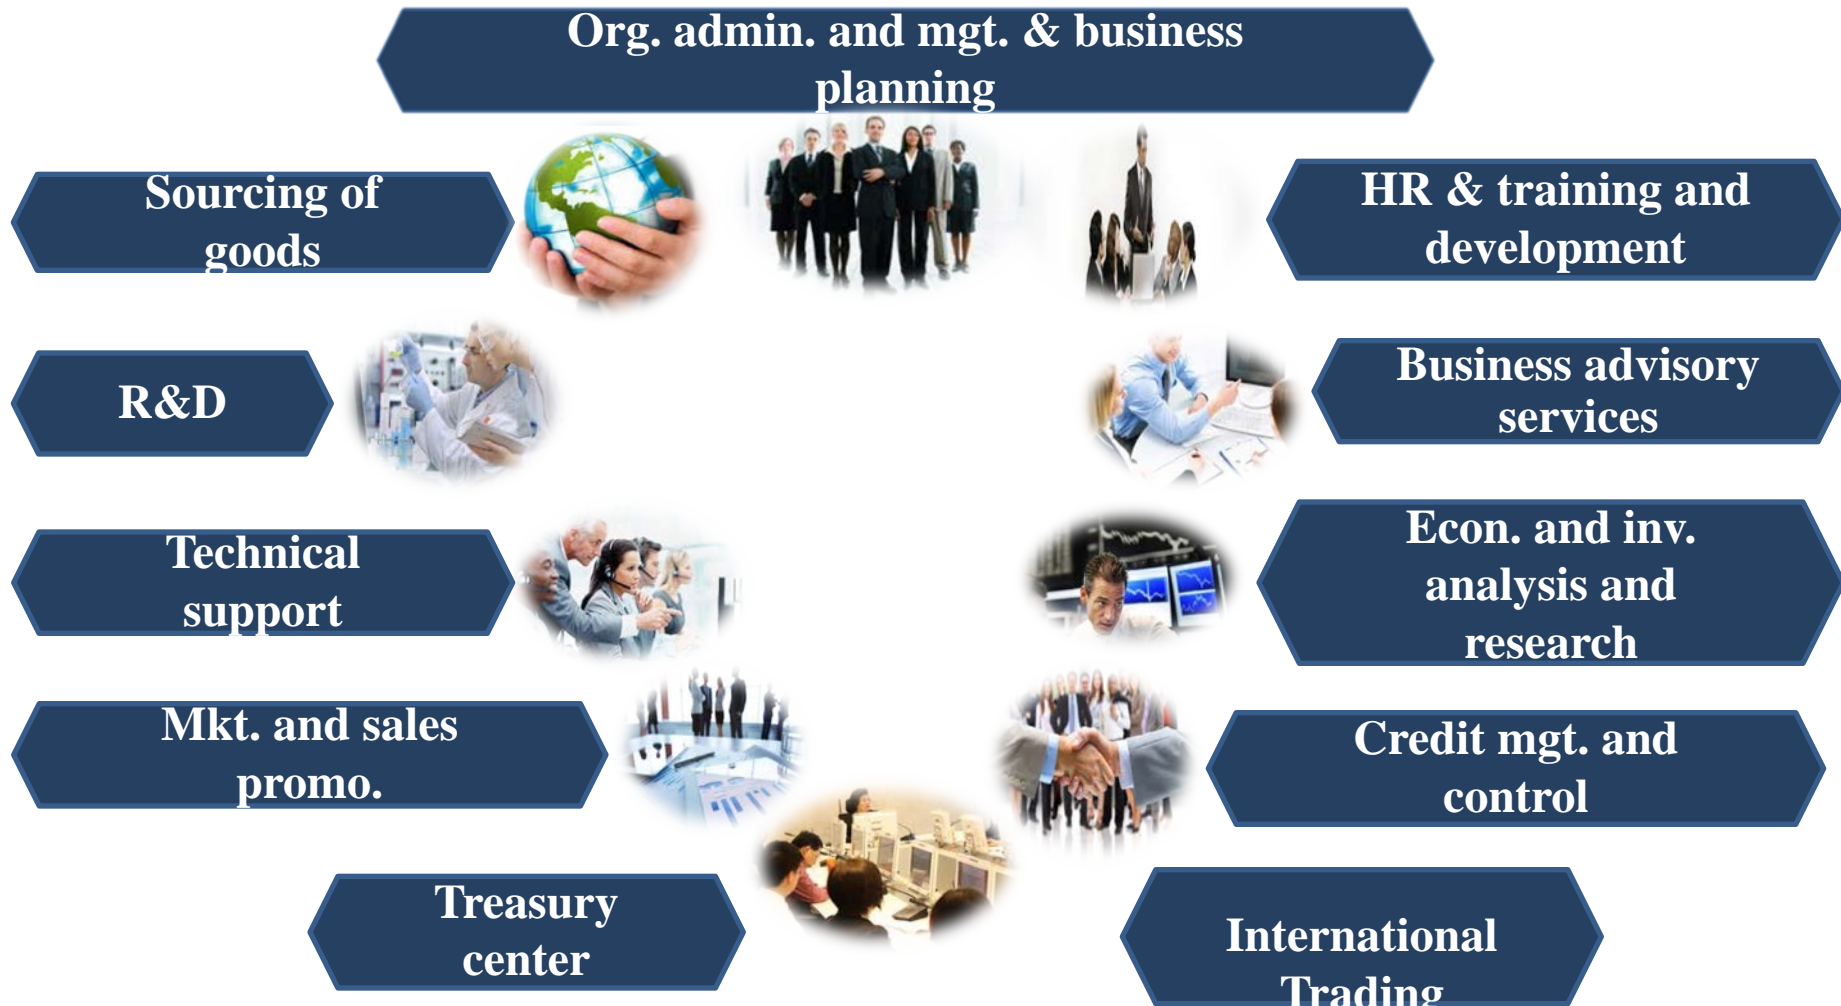 Org. admin. and mgt. & business
planning
Sourcing of
goods
HR & training and
development
R&D
Business advisory
services
Technical
support
Econ. and inv.
analysis and
research
Mkt. and sales
promo.
Credit mgt. and
control
Treasury
center
International
Trading